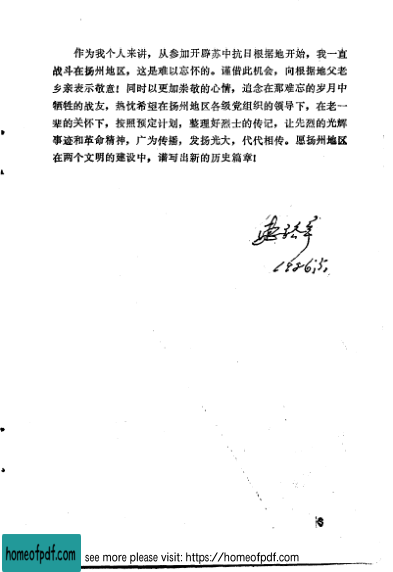 作为我个人来讲，从参加开辟苏中抗日根据地开始，我一直
战斗在扬州地区，这是难以忘怀的。谨借此机会，向根据地父老
乡亲表示敬意！同时以更加崇敬的心情，追念在那难忘的岁月中
牺牲的战友，热忱希望在扬州地区各级党组织的领导下，在老一
辈的关怀下，按照预定计划，整理好烈士的传记，让先烈的光辉
事迹和革命精神，广为传播，发扬光大，代代相传。愿扬州地区
在两个文明的建设中，谱写出新的历史篇章！
1986.5.
homeofpdf.com
see more please visit: https://homeofpdf.com